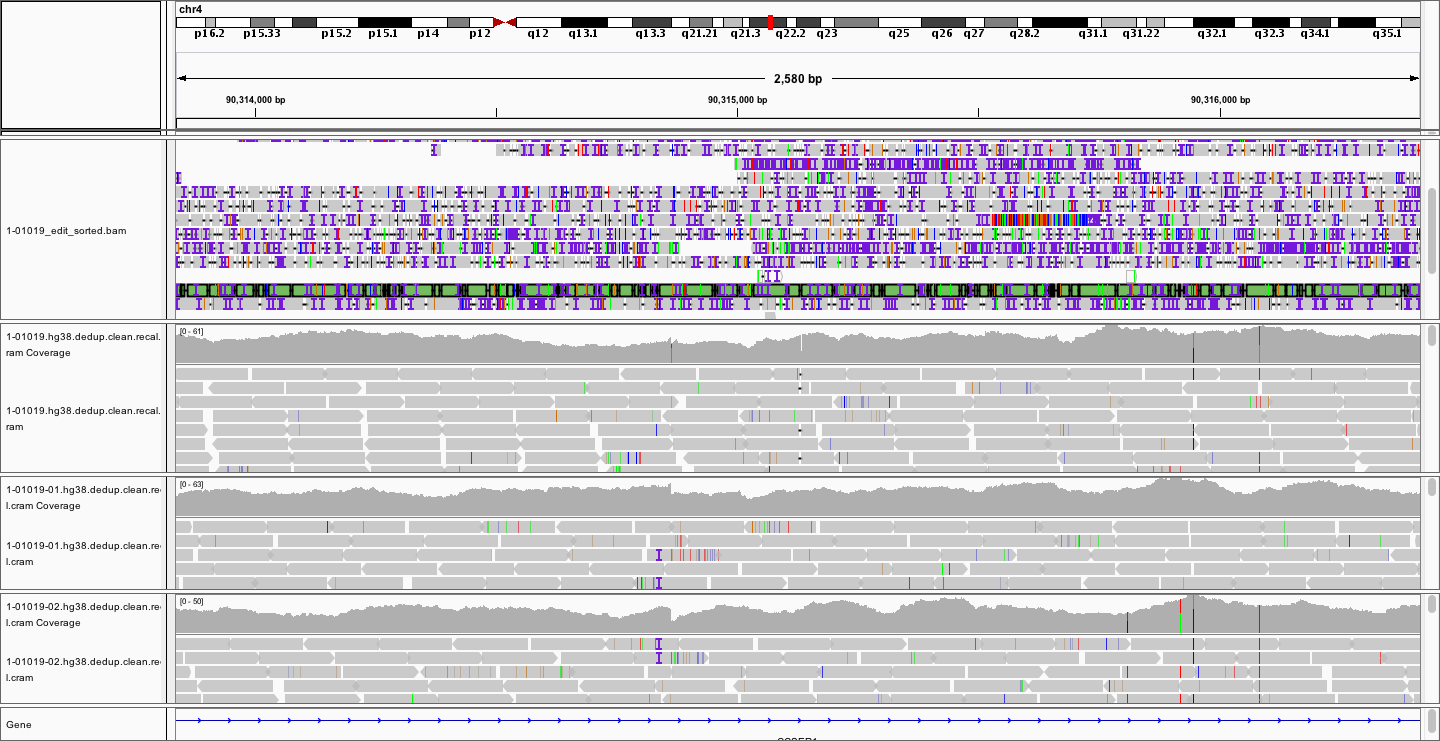 chr4
p16.2 p15.33 p15.2 p15.1 p14 p12 q12 q13.1 q13.3 q21.21 q21.3 q22.2 q23 q25 q26 q27 q28.2 q31.1 q31.22 q32.1 q32.3 q34.1 q35.1
2,580 bp
90,314,000 bp 90,315,000 bp 90,316,000 bp
1-01019_edit_sorted.bam
[0 - 61]
1-01019.hg38.dedup.clean.recal.
ram Coverage
1-01019.hg38.dedup.clean.recal.
ram
[0 - 63]
1-01019-01.hg38.dedup.clean.re
l.cram Coverage
1-01019-01.hg38.dedup.clean.re
l.cram
[0 - 50]
1-01019-02.hg38.dedup.clean.re
l.cram Coverage
1-01019-02.hg38.dedup.clean.re
l.cram
Gene